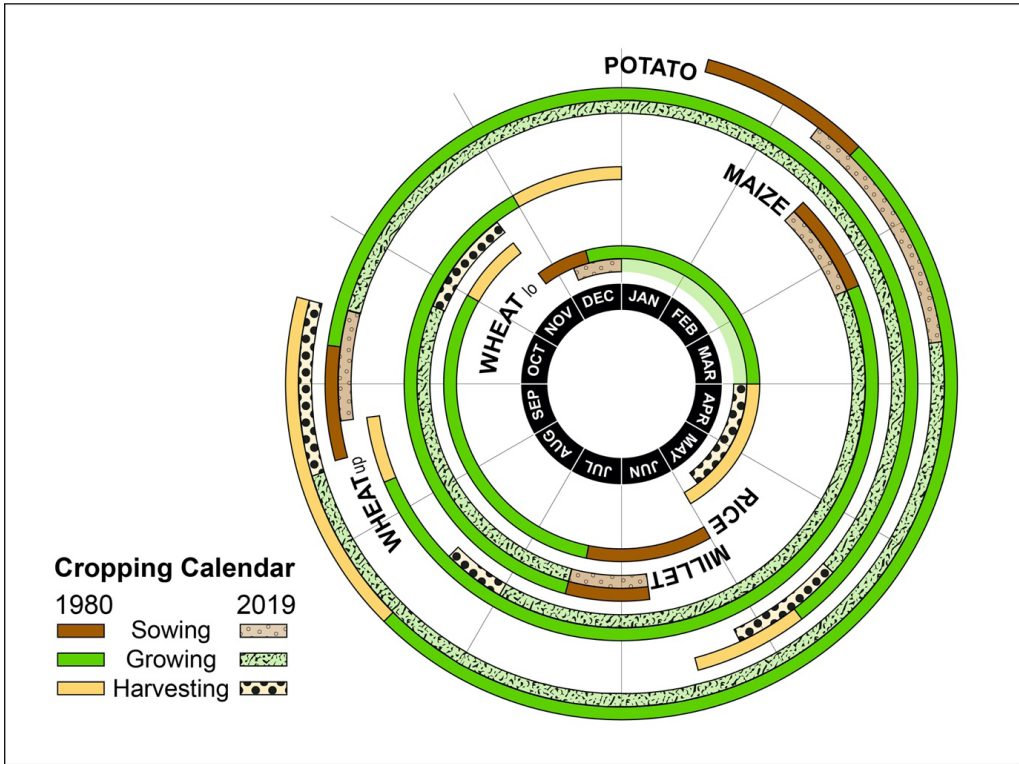 POTATO
MAIZE
WHEAT lo
JAN
FEB
MAR
APR
MAY
JUN
JUL
AUG
SEP
OCT
NOV
DEC
RICE
MILLET
WHEAT up
Cropping Calendar
1980 2019
Sowing
Growing
Harvesting